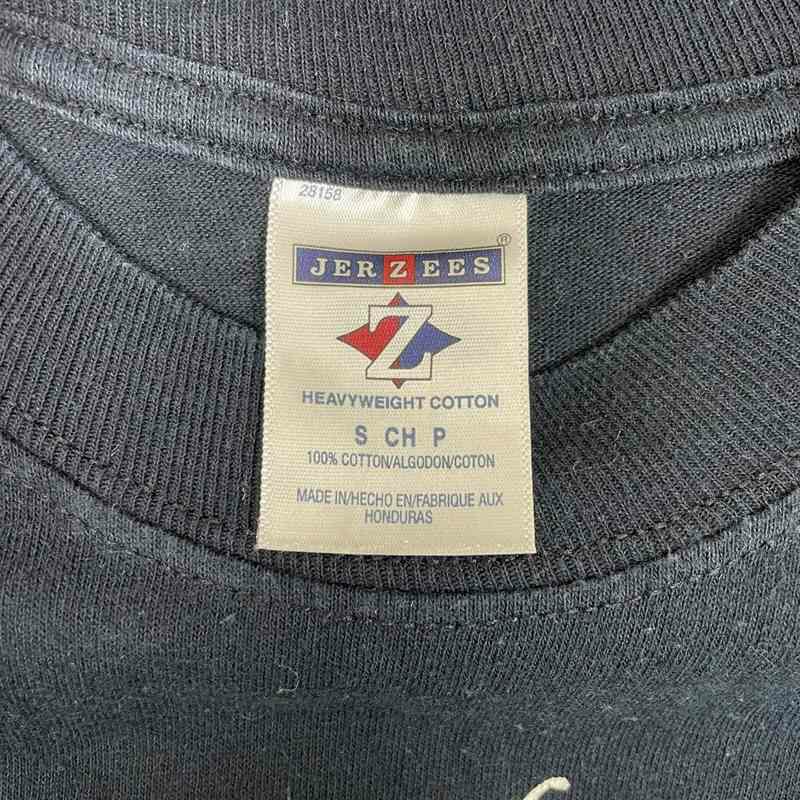 28158
JERZEES®
Z
HEAVYWEIGHT COTTON
S CH P
100% COTTON/ALGODON/COTON
MADE IN/HECHO EN/FABRIQUE AUX
HONDURAS